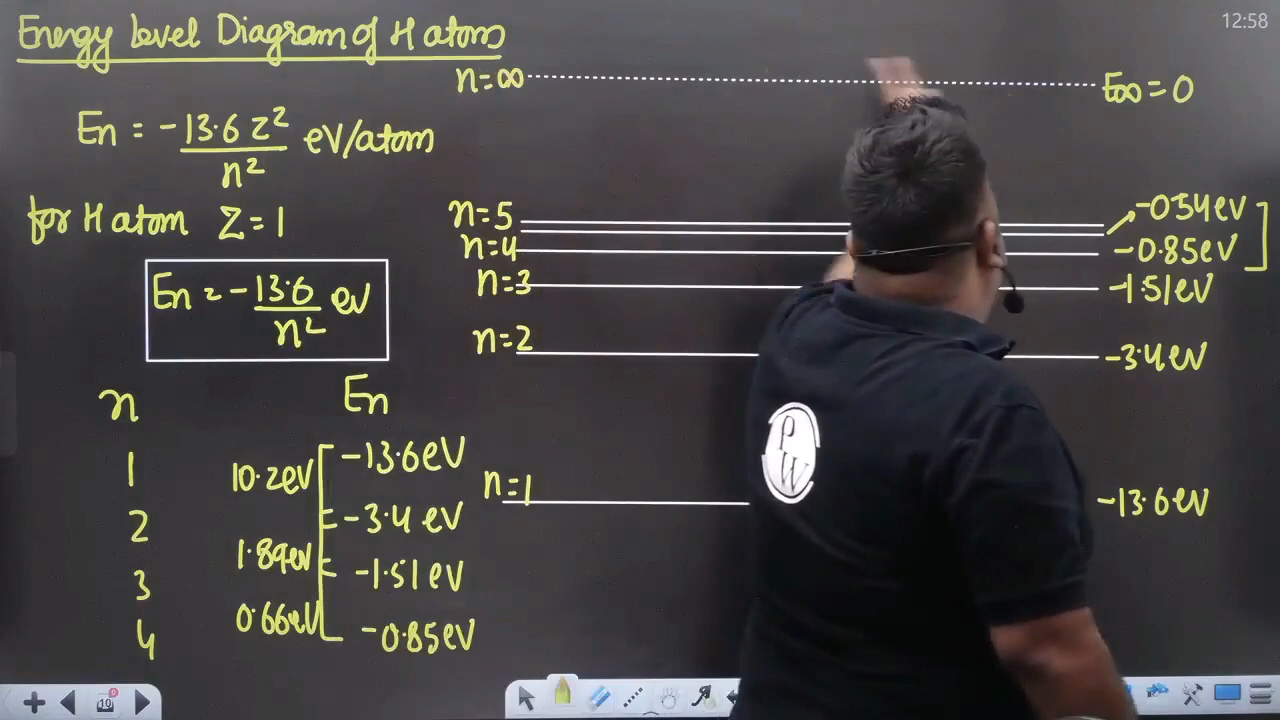 12:58
Energy level Diagram of H atoms
n=∞ E∞ = 0
En = -13.6 Z²/n² eV/atom
for H atom Z = 1
En = -13.6/n² eV
n=5 -0.54eV
n=4 -0.85eV
n=3 -1.51eV
n=2 -3.4eV
n=1 -13.6eV
n En
1 -13.6eV
10.2eV
2 -3.4 eV
1.89eV
3 -1.51 eV
0.66eV
4 -0.85eV
PW
10